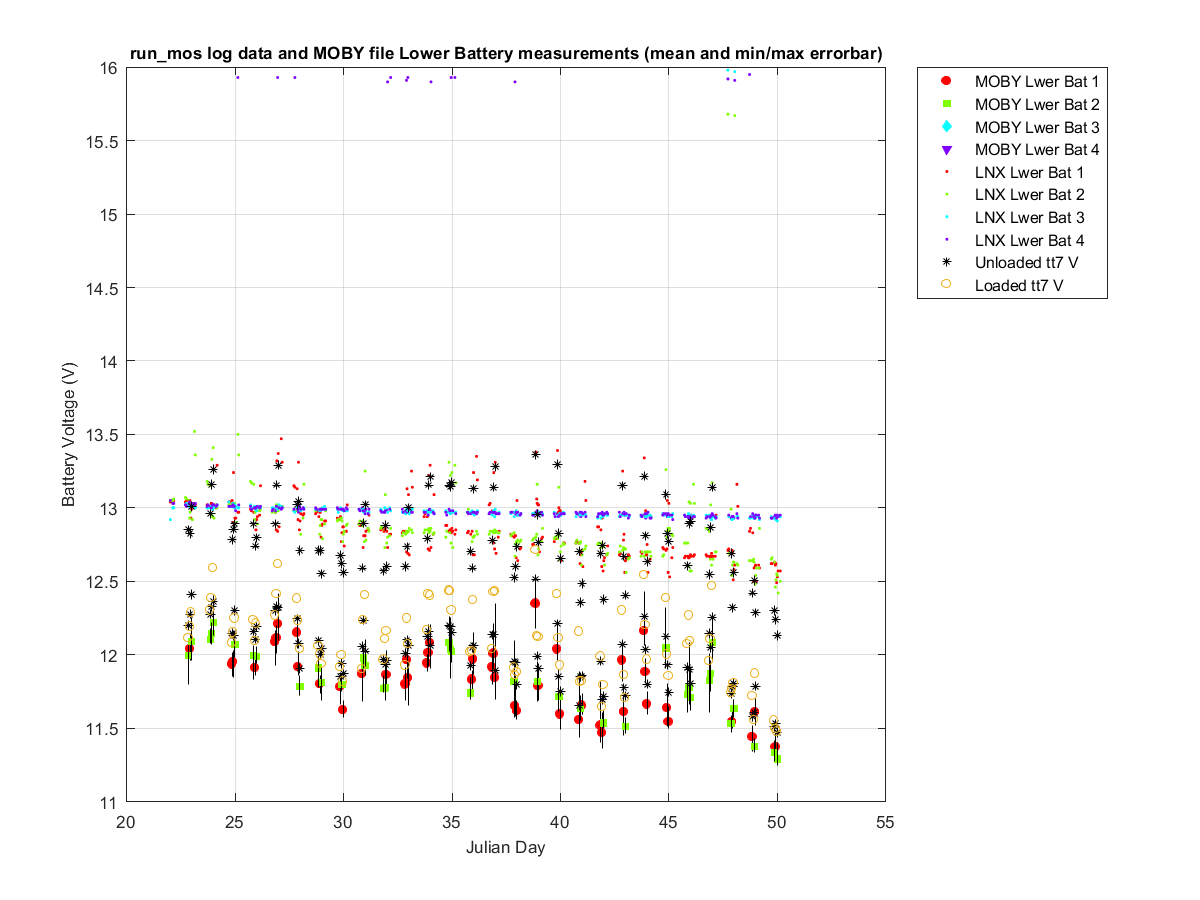 run_mos log data and MOBY file Lower Battery measurements (mean and min/max errorbar)
16
15.5
15
14.5
14
13.5
13
12.5
12
11.5
11
Battery Voltage (V)
20 25 30 35 40 45 50 55
Julian Day
MOBY Lwer Bat 1
MOBY Lwer Bat 2
MOBY Lwer Bat 3
MOBY Lwer Bat 4
LNX Lwer Bat 1
LNX Lwer Bat 2
LNX Lwer Bat 3
LNX Lwer Bat 4
Unloaded tt7 V
Loaded tt7 V